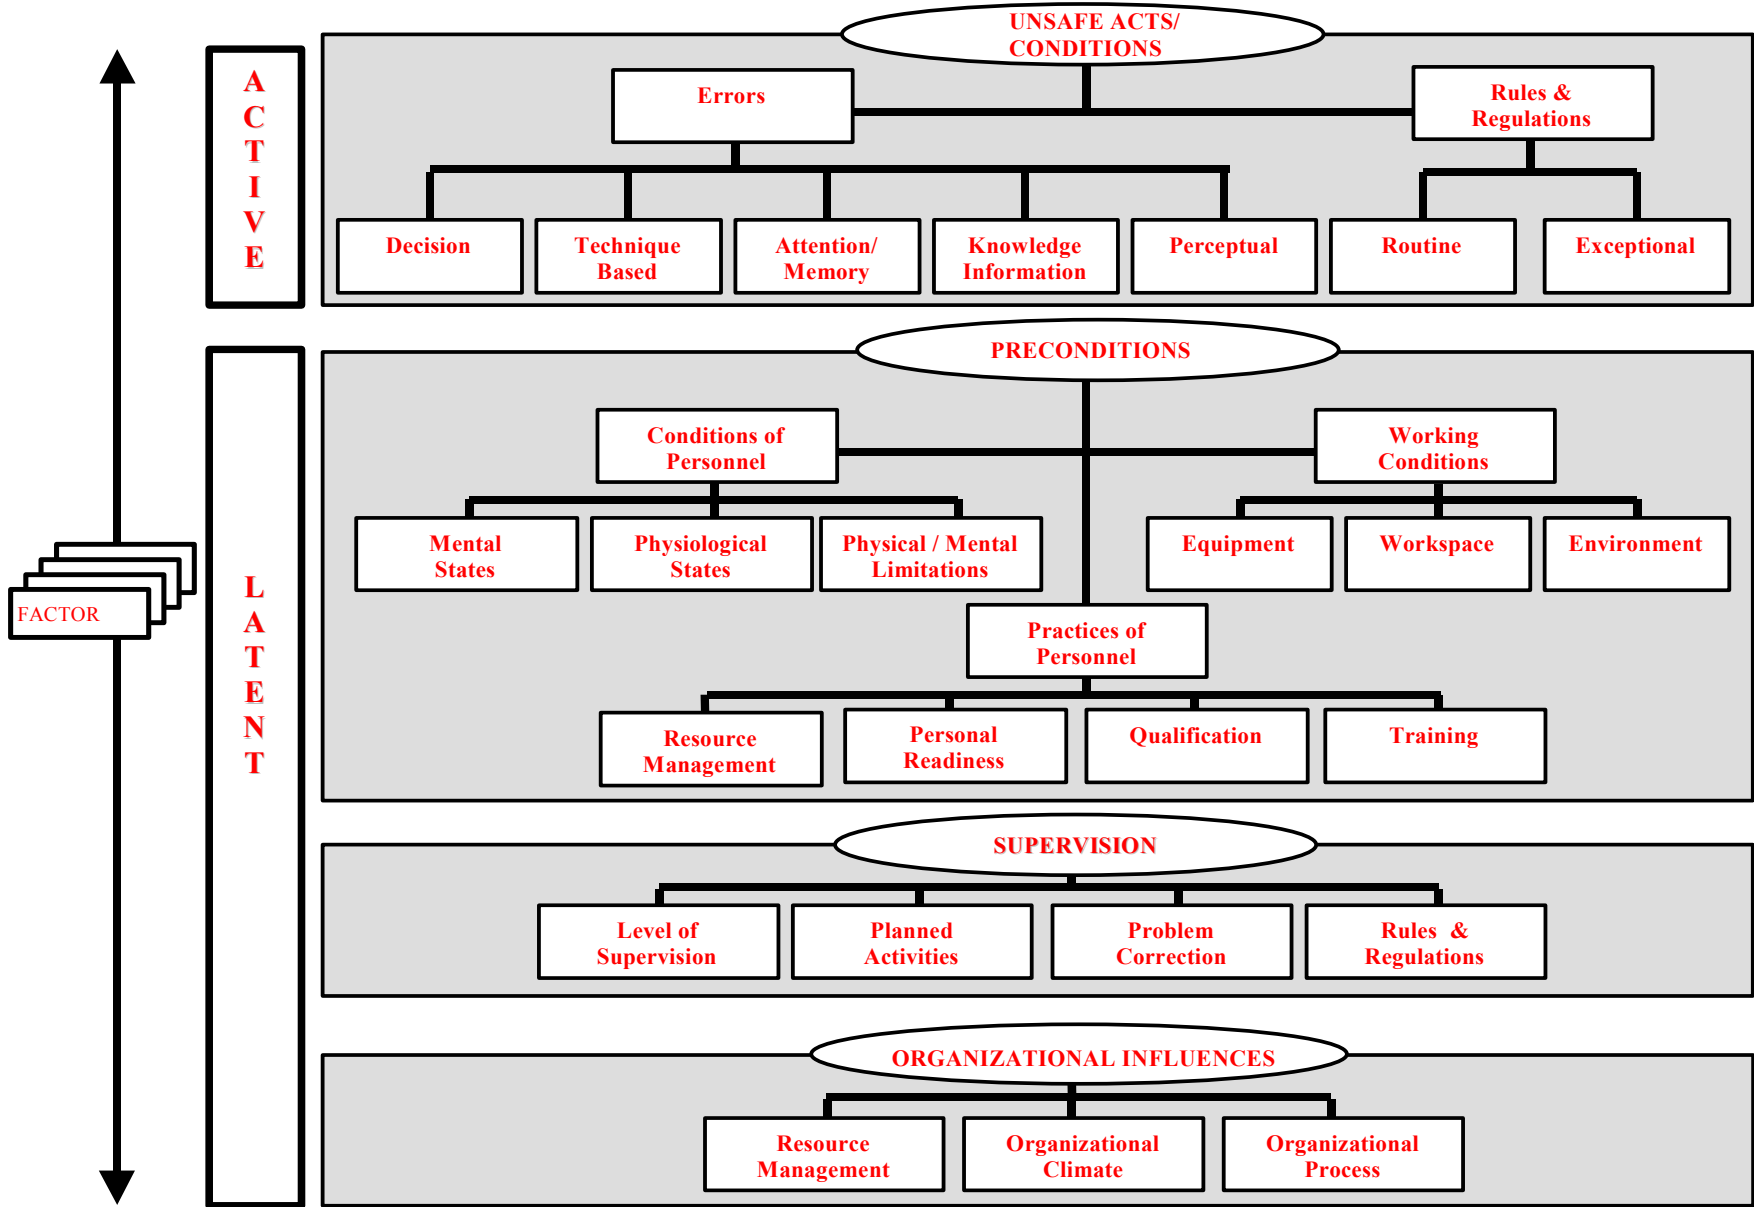 UNSAFE ACTS/
CONDITIONS
A
C
T
I
V
E
Errors
Rules &
Regulations
Decision
Technique
Based
Attention/
Memory
Knowledge
Information
Perceptual
Routine
Exceptional
PRECONDITIONS
L
A
T
E
N
T
FACTOR
Conditions of
Personnel
Working
Conditions
Mental
States
Physiological
States
Physical / Mental
Limitations
Equipment
Workspace
Environment
Practices of
Personnel
Resource
Management
Personal
Readiness
Qualification
Training
SUPERVISION
Level of
Supervision
Planned
Activities
Problem
Correction
Rules &
Regulations
ORGANIZATIONAL INFLUENCES
Resource
Management
Organizational
Climate
Organizational
Process